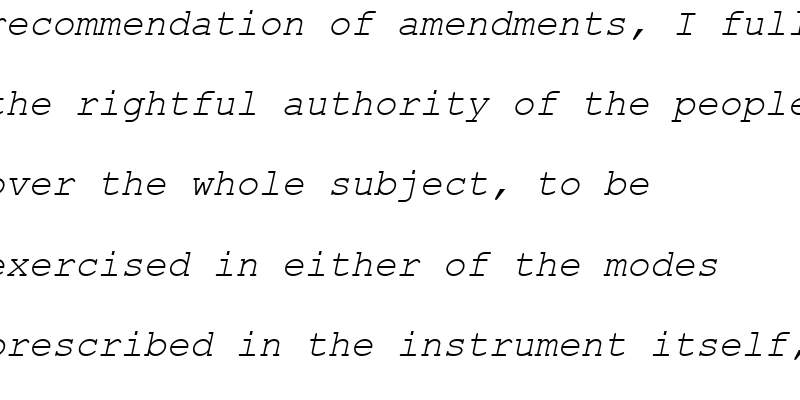 recommendation of amendments, I full
the rightful authority of the people
over the whole subject, to be
exercised in either of the modes
prescribed in the instrument itself,